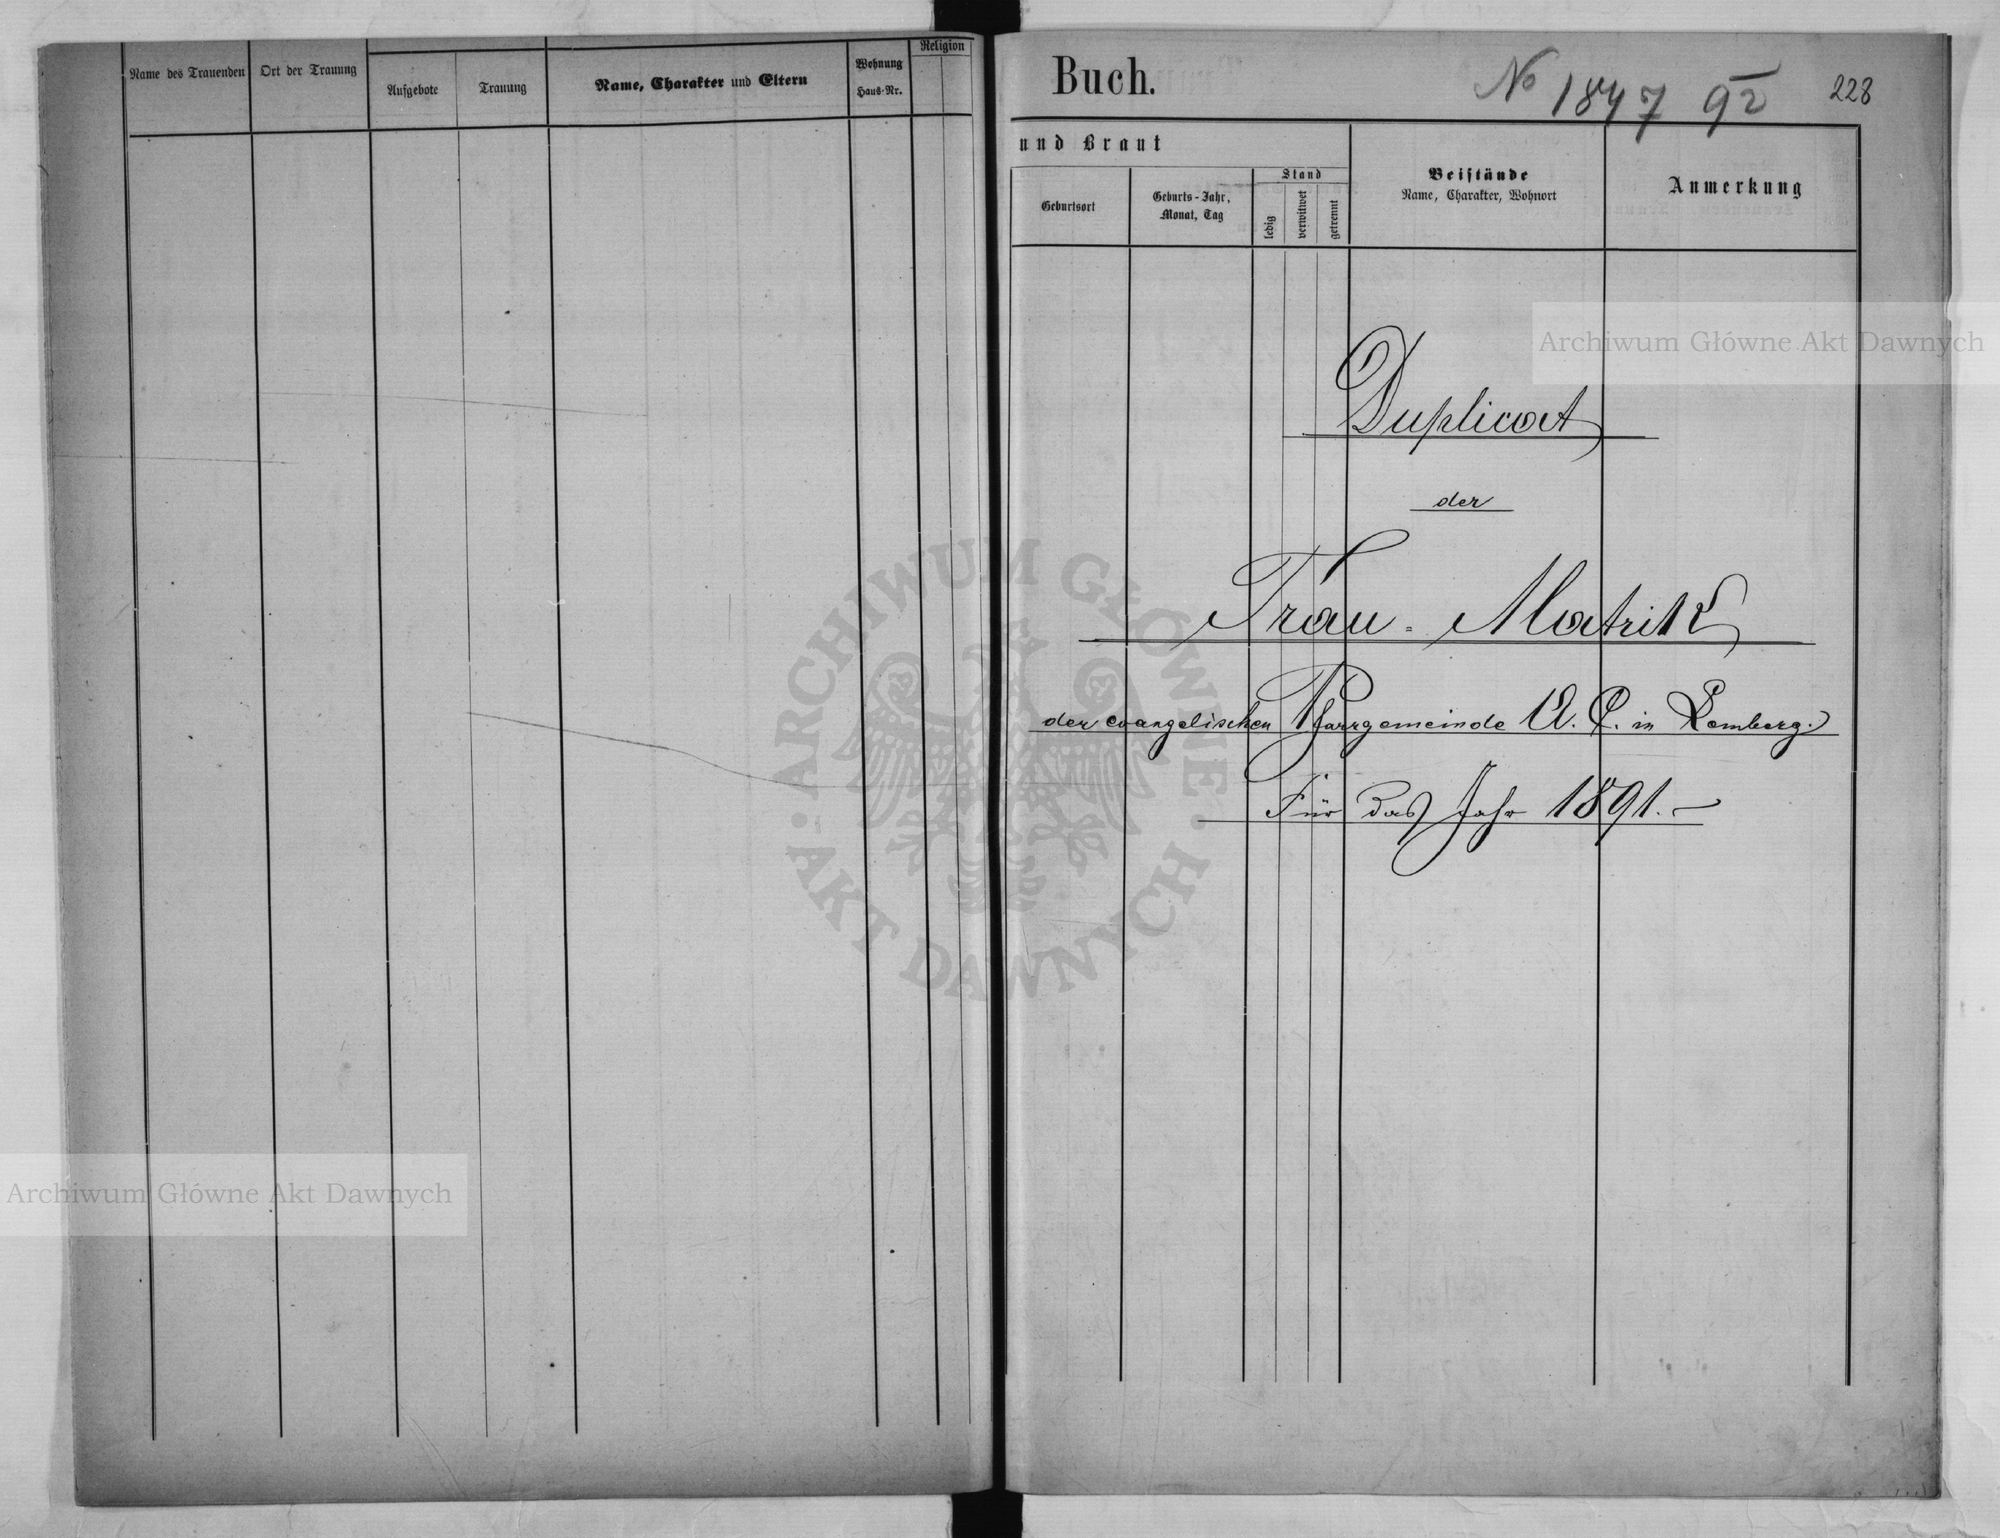 Name des Trauenden
Ort der Trauung
Aufgebote
Trauung
Name, Charakter und Eltern
Wohnung
Haus-Nr.
Religion
Buch.
No 1847 92
228
und Braut
Geburtsort
Geburts-Jahr,
Monat, Tag
Stand
ledig
verwitwet
getrennt
Beistände
Name, Charakter, Wohnort
Anmerkung
Duplicat
der
Trau-Matrik
der evangelischen Pfarrgemeinde A. C. in Lemberg.
Für das Jahr 1891.-
Archiwum Główne Akt Dawnych
ARCHIWUM GŁÓWNE · AKT DAWNYCH ·
Archiwum Główne Akt Dawnych